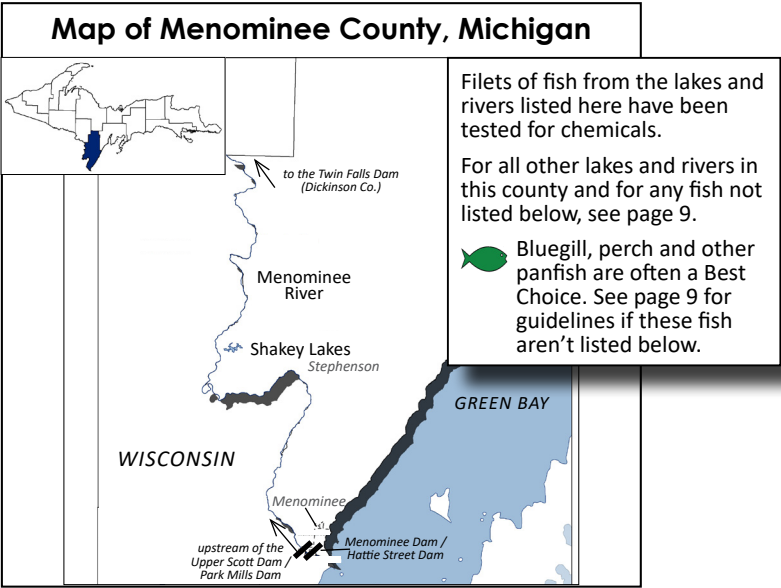 Map of Menominee County, Michigan
Filets of fish from the lakes and
rivers listed here have been
tested for chemicals.
For all other lakes and rivers in
this county and for any fish not
listed below, see page 9.
Bluegill, perch and other
panfish are often a Best
Choice. See page 9 for
guidelines if these fish
aren't listed below.
to the Twin Falls Dam
(Dickinson Co.)
Menominee
River
Shakey Lakes
Stephenson
GREEN BAY
WISCONSIN
Menominee
upstream of the
Upper Scott Dam /
Park Mills Dam
Menominee Dam /
Hattie Street Dam